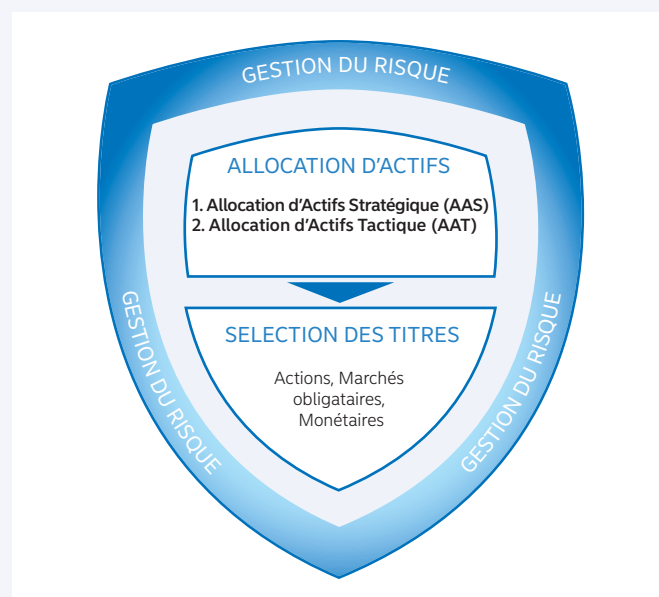 GESTION DU RISQUE
ALLOCATION D’ACTIFS
1. Allocation d’Actifs Stratégique (AAS)
2. Allocation d’Actifs Tactique (AAT)
GESTION DU RISQUE
GESTION DU RISQUE
SELECTION DES TITRES
Actions, Marchés
obligataires,
Monétaires